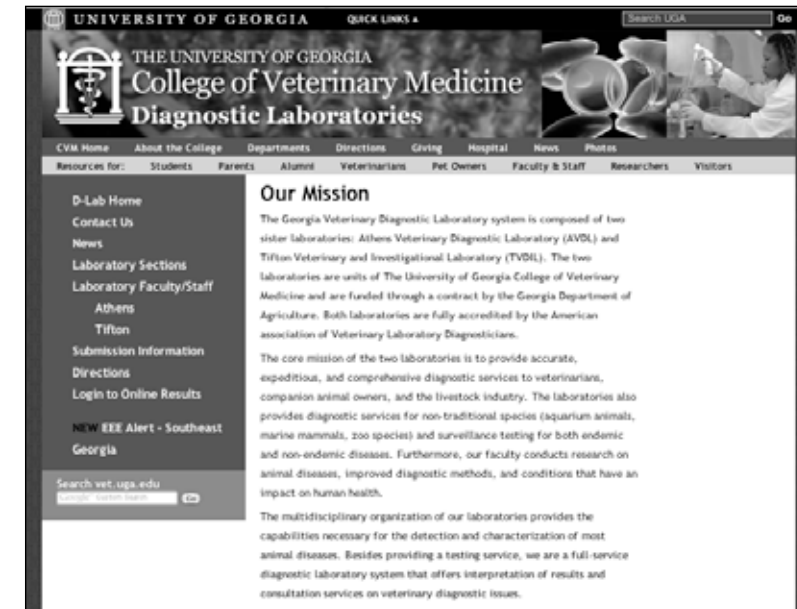 UNIVERSITY OF GEORGIA QUICK LINKS ▲ Search UGA Go
THE UNIVERSITY OF GEORGIA
College of Veterinary Medicine
Diagnostic Laboratories
CVM Home About the College Departments Directions Giving Hospital News Photos
Resources for: Students Parents Alumni Veterinarians Pet Owners Faculty & Staff Researchers Visitors
D-Lab Home
Contact Us
News
Laboratory Sections
Laboratory Faculty/Staff
Athens
Tifton
Submission Information
Directions
Login to Online Results
NEW EEE Alert - Southeast
Georgia
Search vet.uga.edu
Google Custom Search Go
Our Mission
The Georgia Veterinary Diagnostic Laboratory system is composed of two
sister laboratories: Athens Veterinary Diagnostic Laboratory (AVDL) and
Tifton Veterinary and Investigational Laboratory (TVDIL). The two
laboratories are units of The University of Georgia College of Veterinary
Medicine and are funded through a contract by the Georgia Department of
Agriculture. Both laboratories are fully accredited by the American
association of Veterinary Laboratory Diagnosticians.
The core mission of the two laboratories is to provide accurate,
expeditious, and comprehensive diagnostic services to veterinarians,
companion animal owners, and the livestock industry. The laboratories also
provides diagnostic services for non-traditional species (aquarium animals,
marine mammals, zoo species) and surveillance testing for both endemic
and non-endemic diseases. Furthermore, our faculty conducts research on
animal diseases, improved diagnostic methods, and conditions that have an
impact on human health.
The multidisciplinary organization of our laboratories provides the
capabilities necessary for the detection and characterization of most
animal diseases. Besides providing a testing service, we are a full-service
diagnostic laboratory system that offers interpretation of results and
consultation services on veterinary diagnostic issues.